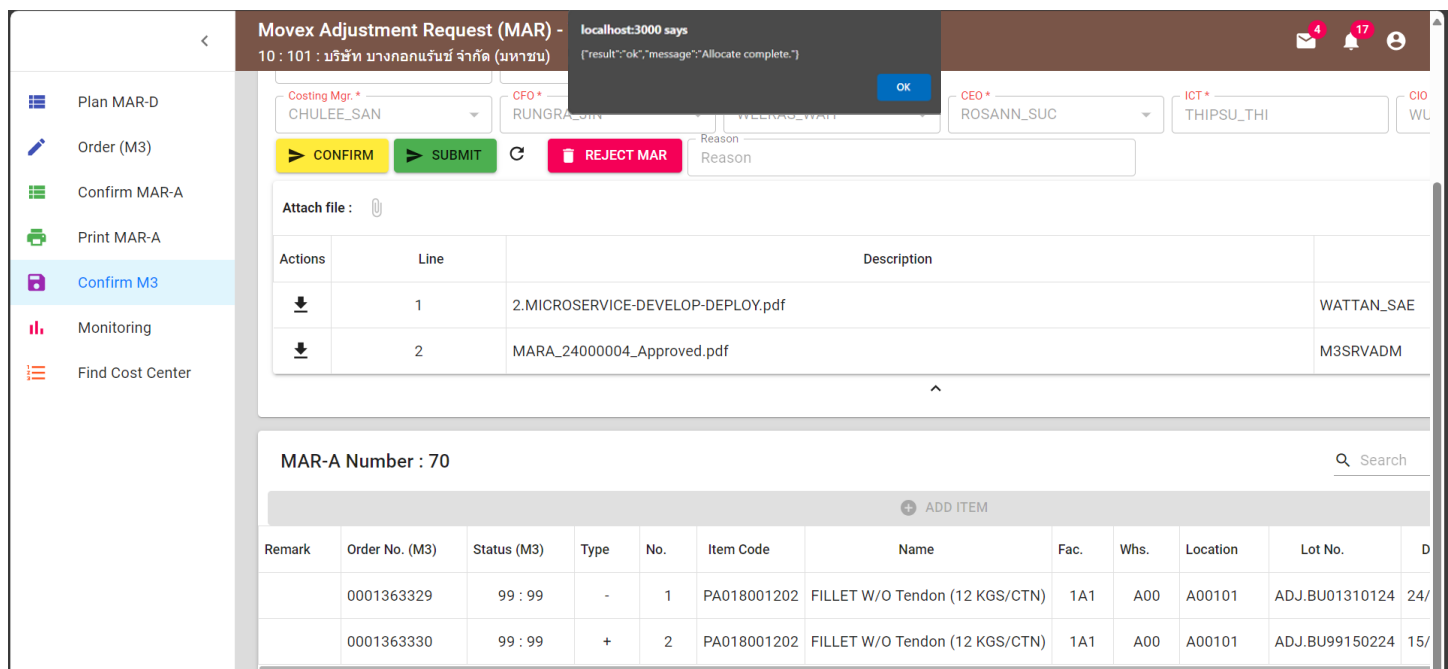 Movex Adjustment Request (MAR) -
10 : 101 : บริษัท บางกอกแรนช์ จำกัด (มหาชน)
localhost:3000 says
{"result":"ok","message":"Allocate complete."}
OK
4
17
Plan MAR-D
Order (M3)
Confirm MAR-A
Print MAR-A
Confirm M3
Monitoring
Find Cost Center
Costing Mgr. * CFO * CEO * ICT * CIO
CHULEE_SAN ROSANN_SUC THIPSU_THI
CONFIRM SUBMIT REJECT MAR Reason
Reason
Attach file :
Actions Line Description
1 2.MICROSERVICE-DEVELOP-DEPLOY.pdf WATTAN_SAE
2 MARA_24000004_Approved.pdf M3SRVADM
MAR-A Number : 70 Search
ADD ITEM
Remark Order No. (M3) Status (M3) Type No. Item Code Name Fac. Whs. Location Lot No. D
0001363329 99 : 99 - 1 PA018001202 FILLET W/O Tendon (12 KGS/CTN) 1A1 A00 A00101 ADJ.BU01310124 24/
0001363330 99 : 99 + 2 PA018001202 FILLET W/O Tendon (12 KGS/CTN) 1A1 A00 A00101 ADJ.BU99150224 15/